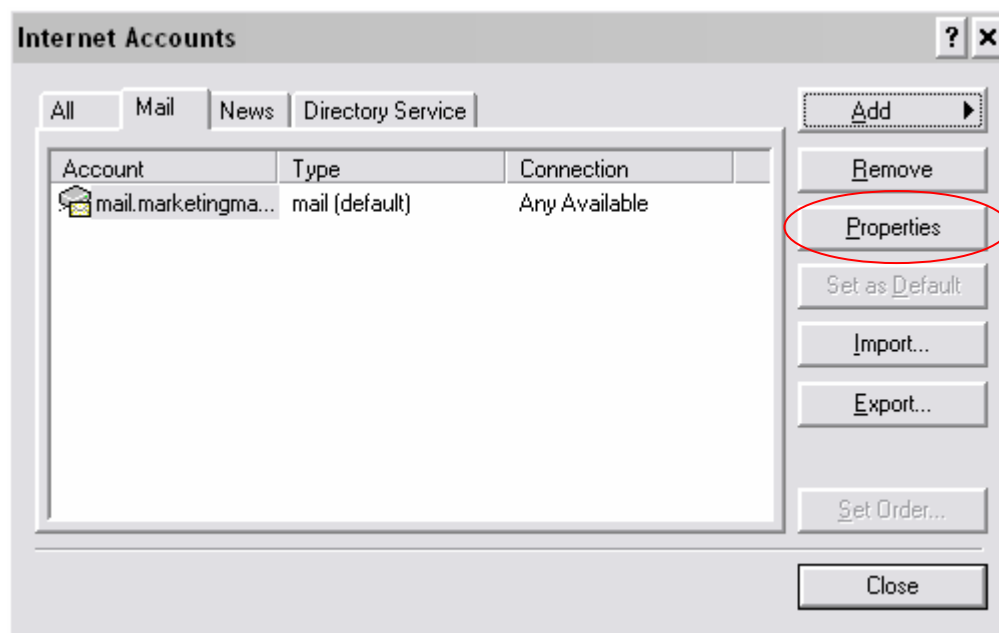 Internet Accounts ? ×
All Mail News Directory Service
Account Type Connection
mail.marketingma... mail (default) Any Available
Add
Remove
Properties
Set as Default
Import...
Export...
Set Order...
Close